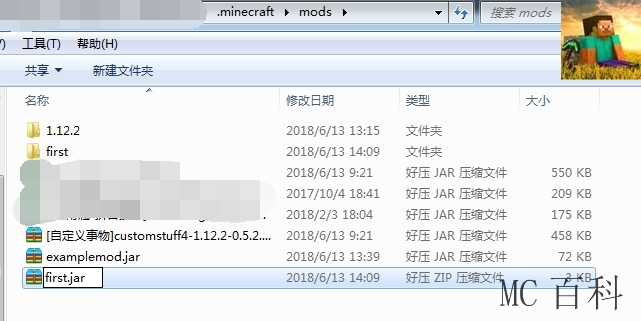 .minecraft ▸ mods ▸ 搜索 mods
工具(T) 帮助(H)
共享 新建文件夹
名称 修改日期 类型 大小
1.12.2 2018/6/13 13:15 文件夹
first 2018/6/13 14:09 文件夹
2018/6/13 9:21 好压 JAR 压缩文件 550 KB
2017/10/4 18:41 好压 JAR 压缩文件 209 KB
2018/2/3 18:04 好压 JAR 压缩文件 175 KB
[自定义事物]customstuff4-1.12.2-0.5.2.... 2018/6/13 9:21 好压 JAR 压缩文件 458 KB
examplemod.jar 2018/6/13 13:39 好压 JAR 压缩文件 72 KB
first.jar 2018/6/13 14:09 好压 ZIP 压缩文件 3 KB
MC 百科